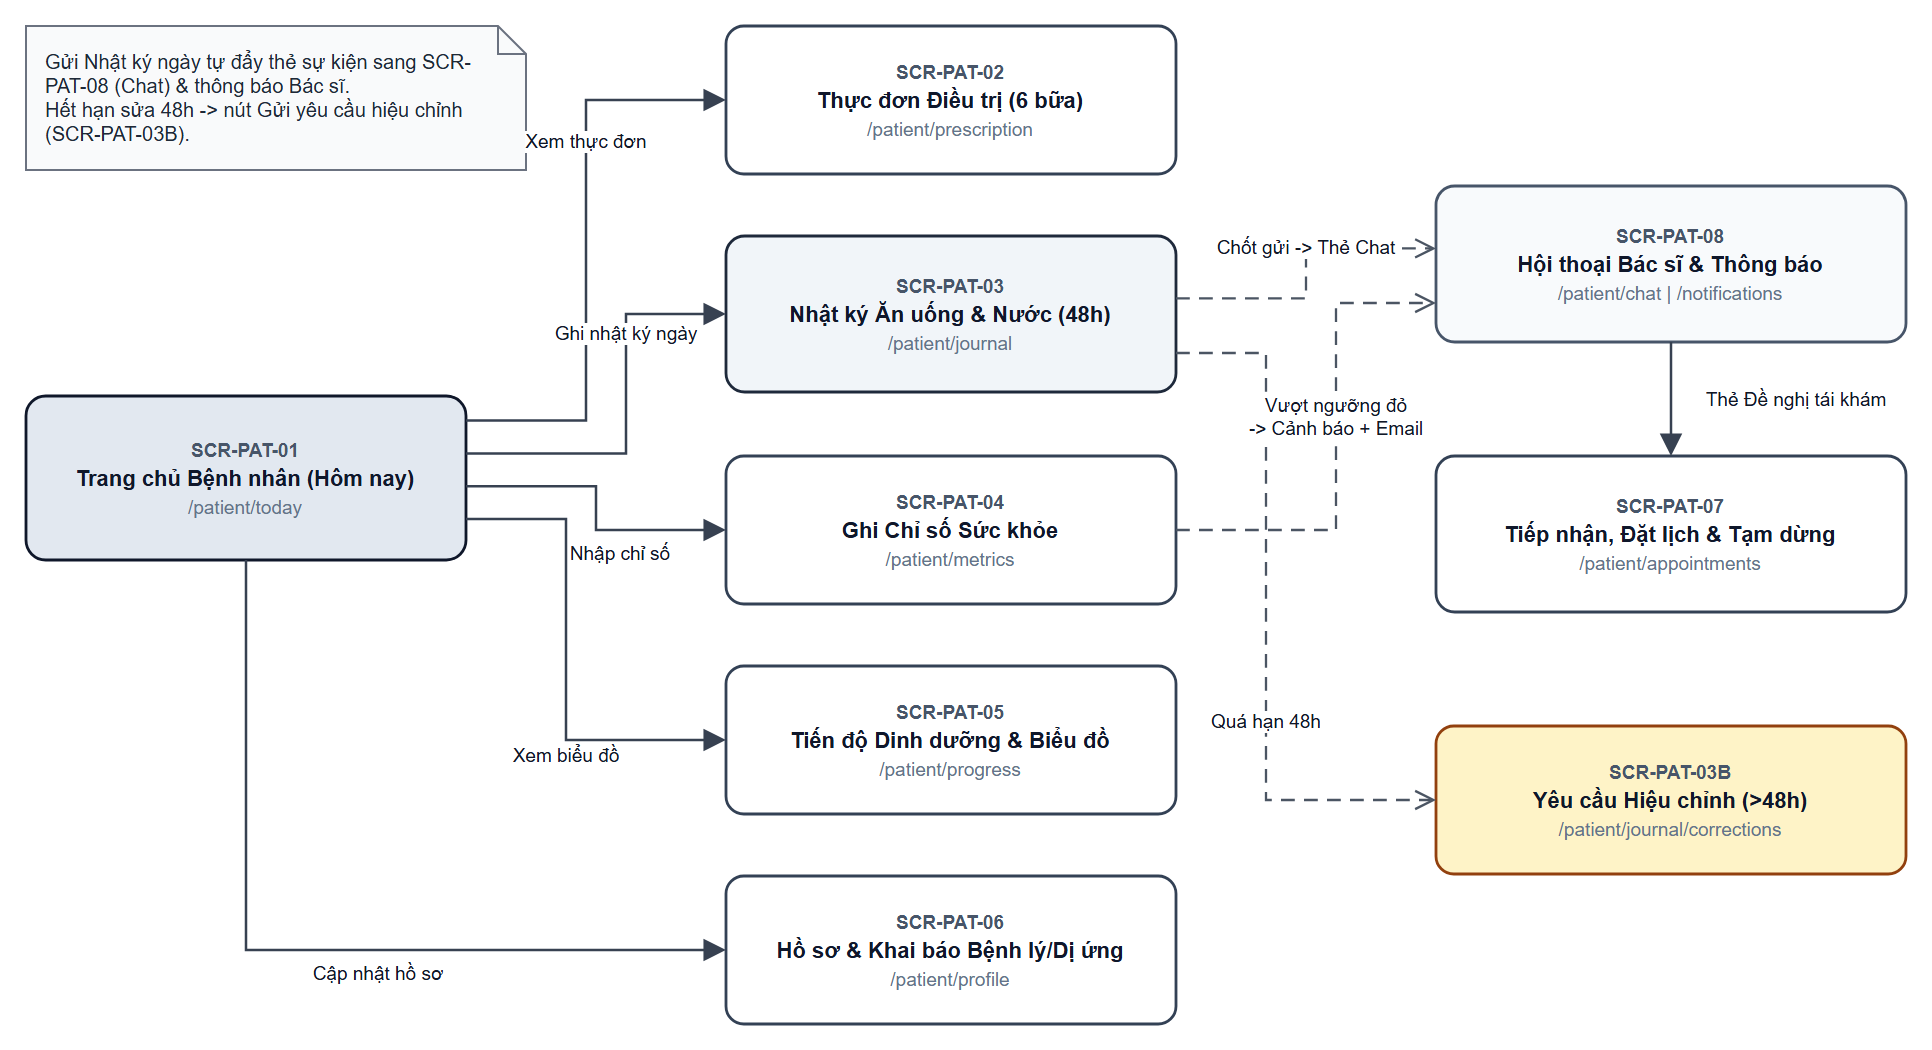 Gửi Nhật ký ngày tự đẩy thẻ sự kiện sang SCR-
PAT-08 (Chat) & thông báo Bác sĩ.
Hết hạn sửa 48h -> nút Gửi yêu cầu hiệu chỉnh
(SCR-PAT-03B).
Xem thực đơn
SCR-PAT-02
Thực đơn Điều trị (6 bữa)
/patient/prescription
Ghi nhật ký ngày
SCR-PAT-03
Nhật ký Ăn uống & Nước (48h)
/patient/journal
Chốt gửi -> Thẻ Chat
SCR-PAT-08
Hội thoại Bác sĩ & Thông báo
/patient/chat | /notifications
Vượt ngưỡng đỏ
-> Cảnh báo + Email
Thẻ Đề nghị tái khám
SCR-PAT-01
Trang chủ Bệnh nhân (Hôm nay)
/patient/today
Nhập chỉ số
SCR-PAT-04
Ghi Chỉ số Sức khỏe
/patient/metrics
SCR-PAT-07
Tiếp nhận, Đặt lịch & Tạm dừng
/patient/appointments
Xem biểu đồ
SCR-PAT-05
Tiến độ Dinh dưỡng & Biểu đồ
/patient/progress
Quá hạn 48h
SCR-PAT-03B
Yêu cầu Hiệu chỉnh (>48h)
/patient/journal/corrections
Cập nhật hồ sơ
SCR-PAT-06
Hồ sơ & Khai báo Bệnh lý/Dị ứng
/patient/profile